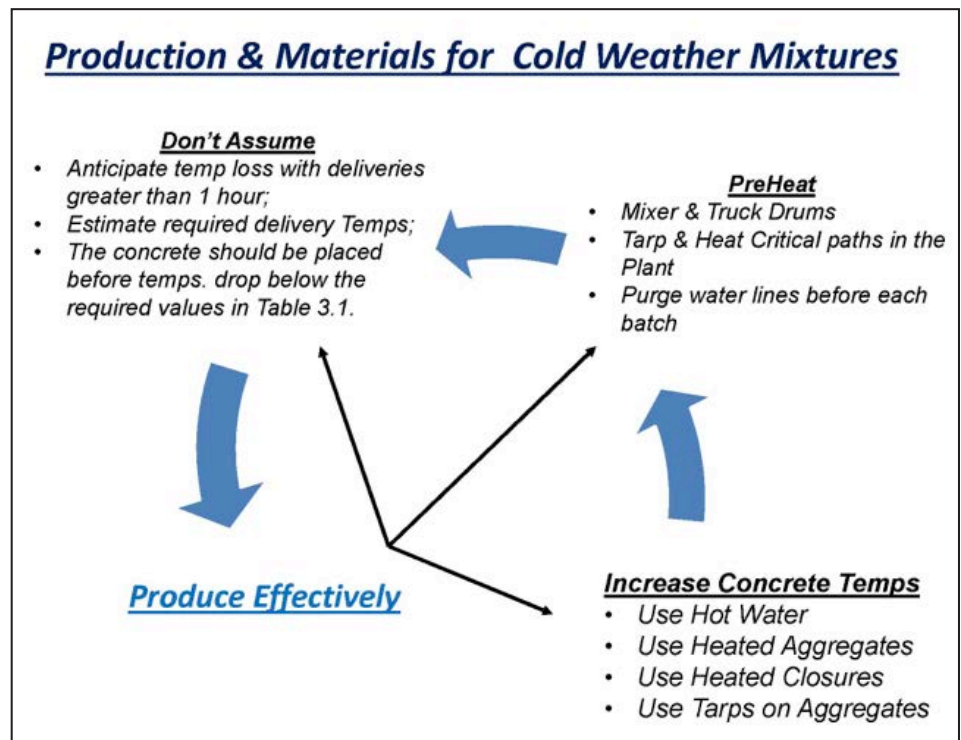 Production & Materials for Cold Weather Mixtures
Don't Assume
• Anticipate temp loss with deliveries
greater than 1 hour;
• Estimate required delivery Temps;
• The concrete should be placed
before temps. drop below the
required values in Table 3.1.
PreHeat
• Mixer & Truck Drums
• Tarp & Heat Critical paths in the
Plant
• Purge water lines before each
batch
Produce Effectively
Increase Concrete Temps
• Use Hot Water
• Use Heated Aggregates
• Use Heated Closures
• Use Tarps on Aggregates